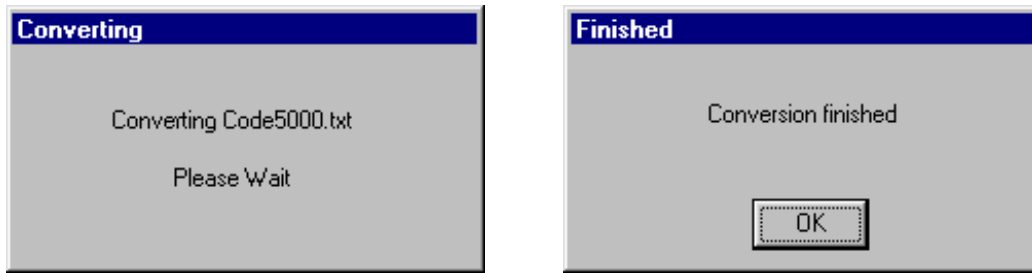 Converting
Converting Code5000.txt
Please Wait
Finished
Conversion finished
OK